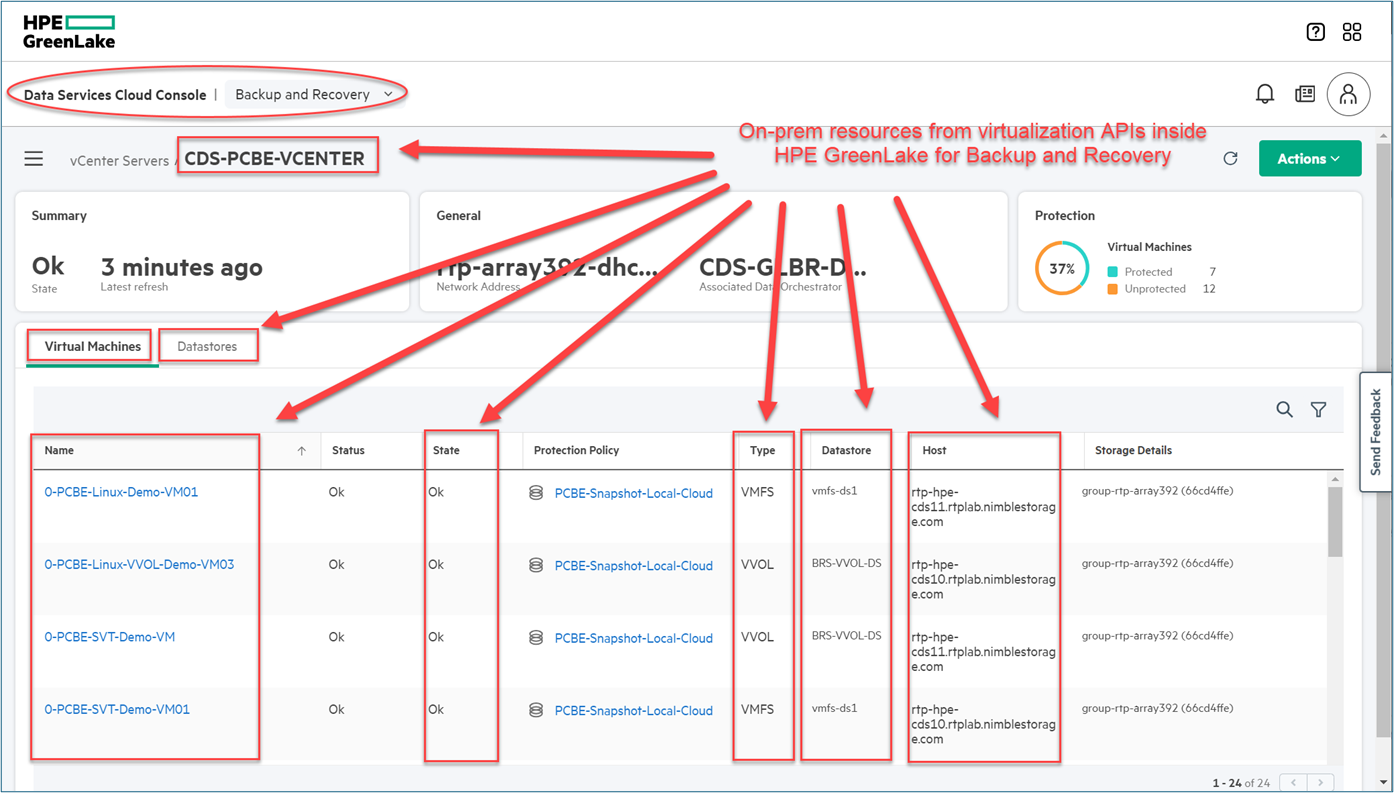 HPE
GreenLake
Data Services Cloud Console | Backup and Recovery
On-prem resources from virtualization APIs inside
HPE GreenLake for Backup and Recovery
vCenter Servers / CDS-PCBE-VCENTER
Actions
Summary
Ok
State
3 minutes ago
Latest refresh
General
rtp-array392-dhc...
Network Address
CDS-GLBR-D...
Associated Data Orchestrator
Protection
37%
Virtual Machines
Protected 7
Unprotected 12
Virtual Machines
Datastores
Send Feedback
Name Status State Protection Policy Type Datastore Host Storage Details
0-PCBE-Linux-Demo-VM01 Ok Ok PCBE-Snapshot-Local-Cloud VMFS vmfs-ds1 rtp-hpe-
cds11.rtplab.nimblestorag
e.com
group-rtp-array392 (66cd4ffe)
0-PCBE-Linux-VVOL-Demo-VM03 Ok Ok PCBE-Snapshot-Local-Cloud VVOL BRS-VVOL-DS rtp-hpe-
cds10.rtplab.nimblestorag
e.com
group-rtp-array392 (66cd4ffe)
0-PCBE-SVT-Demo-VM Ok Ok PCBE-Snapshot-Local-Cloud VVOL BRS-VVOL-DS rtp-hpe-
cds11.rtplab.nimblestorag
e.com
group-rtp-array392 (66cd4ffe)
0-PCBE-SVT-Demo-VM01 Ok Ok PCBE-Snapshot-Local-Cloud VMFS vmfs-ds1 rtp-hpe-
cds10.rtplab.nimblestorag
e.com
group-rtp-array392 (66cd4ffe)
1 - 24 of 24